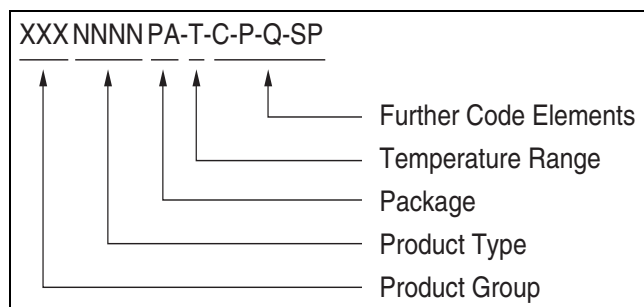 XXX NNNN PA-T-C-P-Q-SP
Further Code Elements
Temperature Range
Package
Product Type
Product Group